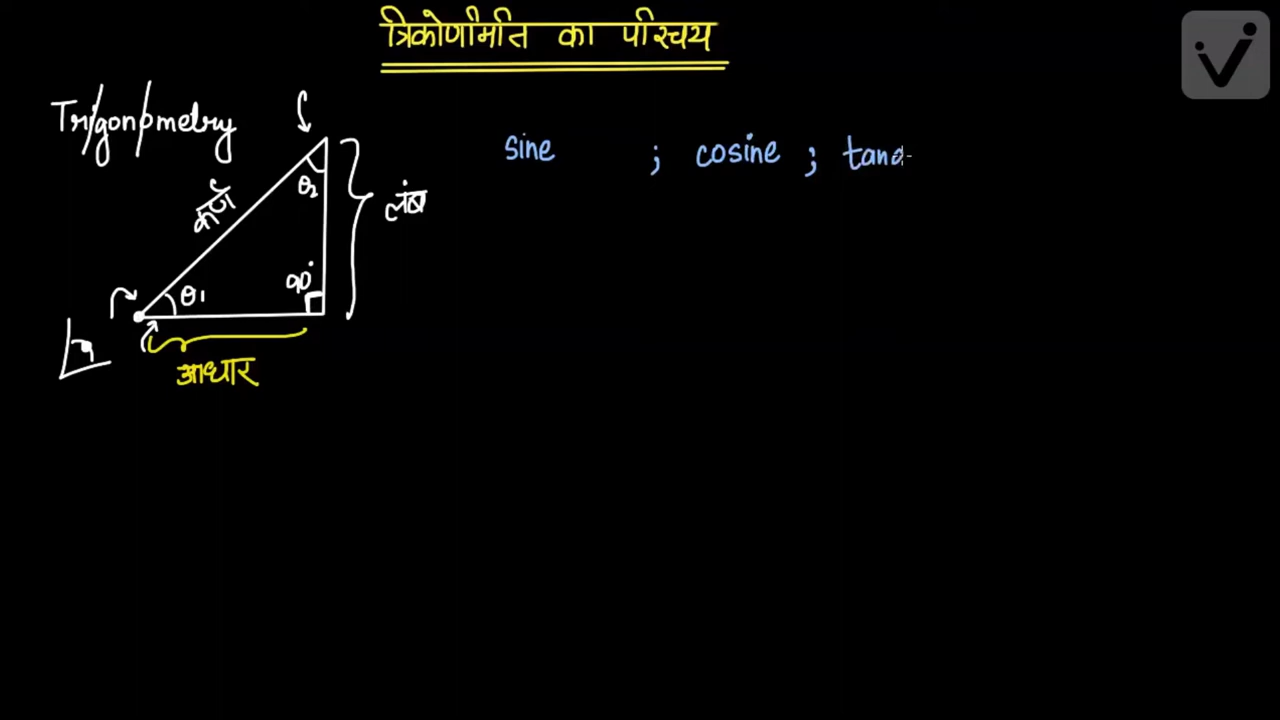 त्रिकोणमिति का परिचय
Trigonometry
sine ; cosine ; tan
θ2
कर्ण
लंब
90°
θ1
आधार